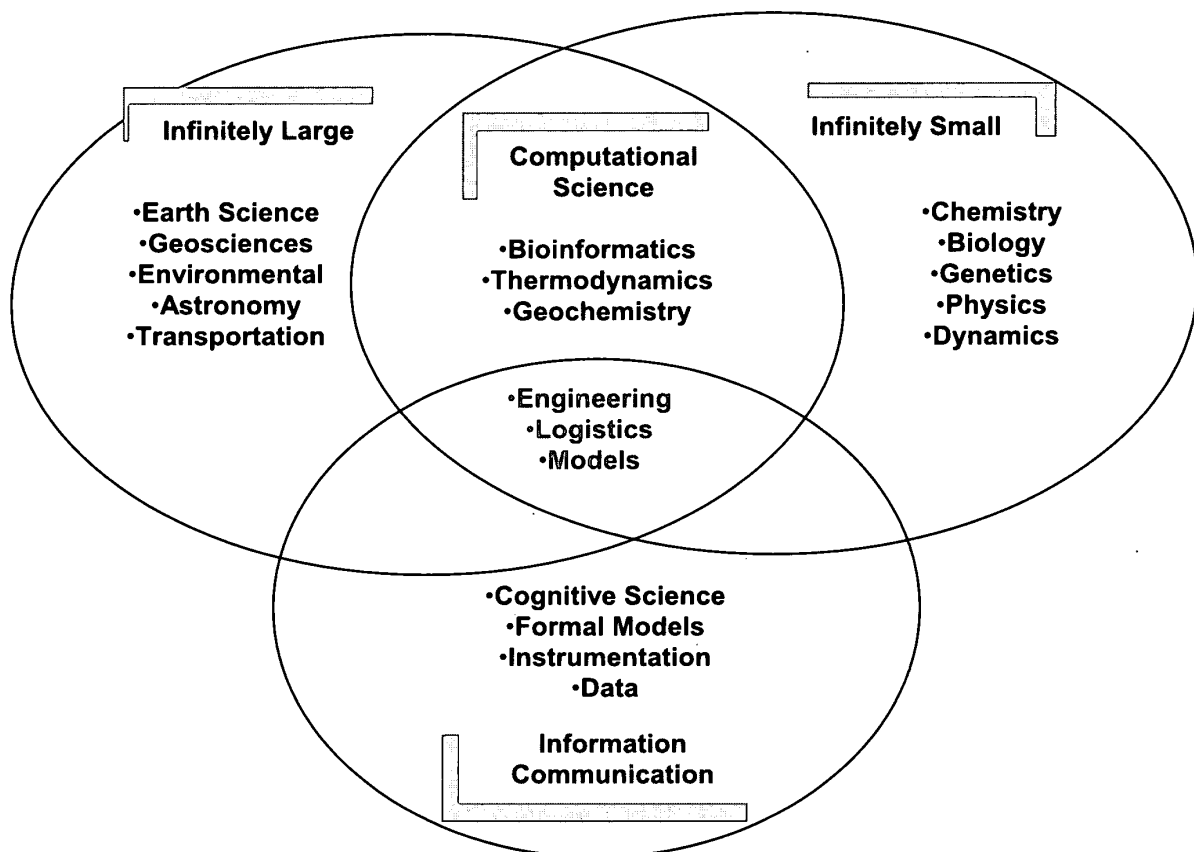 Infinitely Large
•Earth Science
•Geosciences
•Environmental
•Astronomy
•Transportation
Computational
Science
•Bioinformatics
•Thermodynamics
•Geochemistry
Infinitely Small
•Chemistry
•Biology
•Genetics
•Physics
•Dynamics
•Engineering
•Logistics
•Models
•Cognitive Science
•Formal Models
•Instrumentation
•Data
Information
Communication